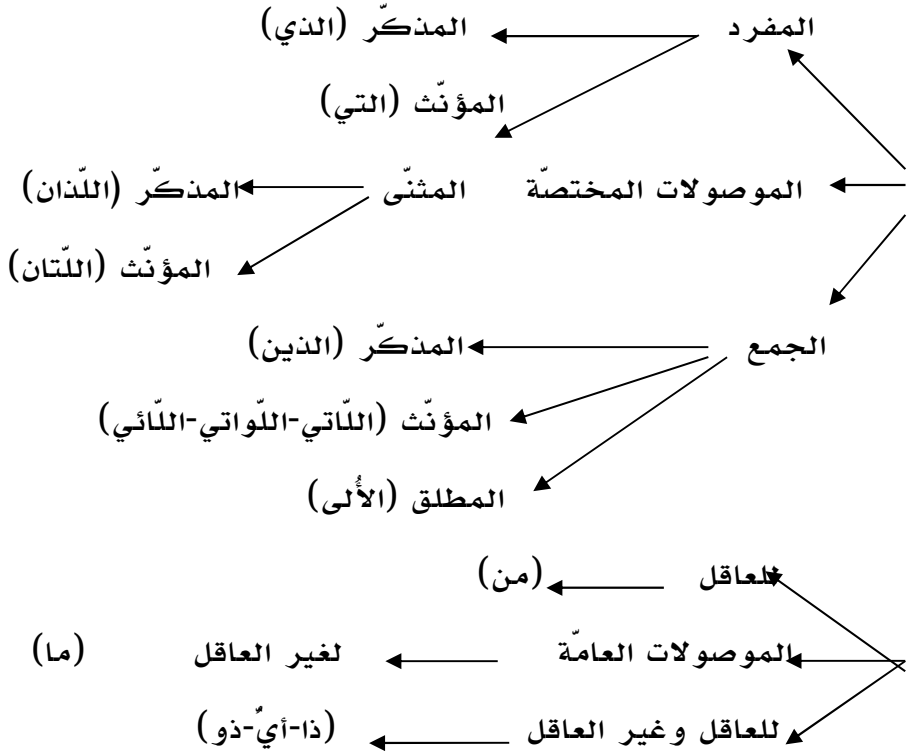 المفرد المذكّر (الذي)
المؤنّث (التي)
الموصولات المختصّة المثنّى المذكّر (اللّذان)
المؤنّث (اللّتان)
الجمع المذكّر (الذين)
المؤنّث (اللّاتي-اللّواتي-اللّائي)
المطلق (الأُلى)
للعاقل (من)
الموصولات العامّة لغير العاقل (ما)
للعاقل وغير العاقل (ذا-أيٌ-ذو)